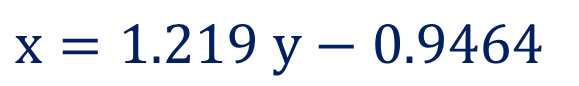 x = 1.219 y − 0.9464